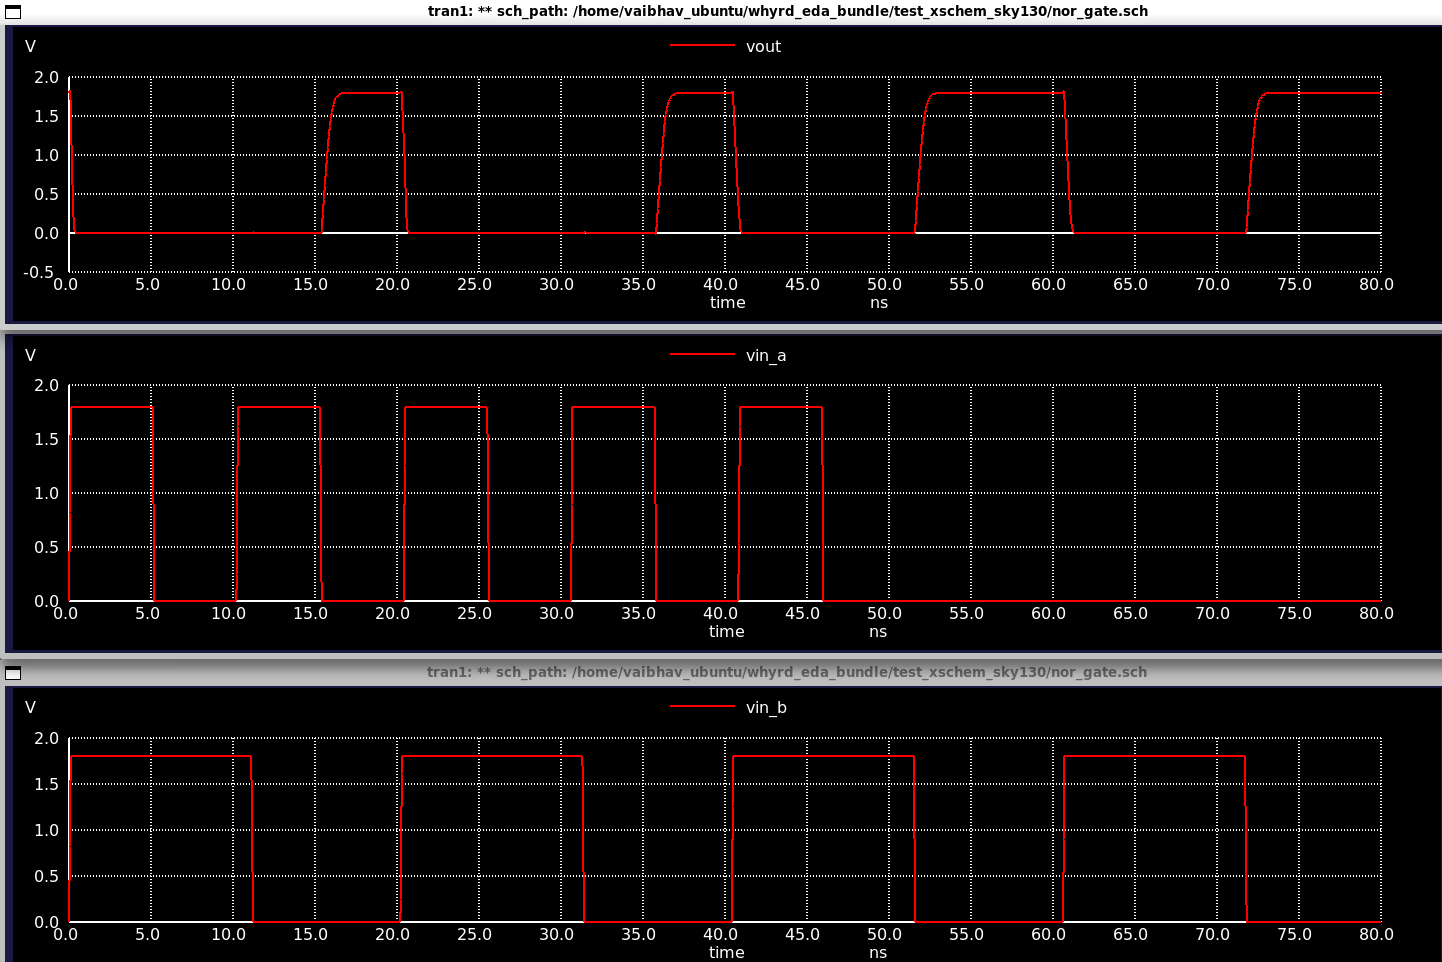 tran1: ** sch_path: /home/vaibhav_ubuntu/whyrd_eda_bundle/test_xschem_sky130/nor_gate.sch
V
vout
2.0
1.5
1.0
0.5
0.0
-0.5
0.0 5.0 10.0 15.0 20.0 25.0 30.0 35.0 40.0 45.0 50.0 55.0 60.0 65.0 70.0 75.0 80.0
time ns
V
vin_a
2.0
1.5
1.0
0.5
0.0
0.0 5.0 10.0 15.0 20.0 25.0 30.0 35.0 40.0 45.0 50.0 55.0 60.0 65.0 70.0 75.0 80.0
time ns
tran1: ** sch_path: /home/vaibhav_ubuntu/whyrd_eda_bundle/test_xschem_sky130/nor_gate.sch
V
vin_b
2.0
1.5
1.0
0.5
0.0
0.0 5.0 10.0 15.0 20.0 25.0 30.0 35.0 40.0 45.0 50.0 55.0 60.0 65.0 70.0 75.0 80.0
time ns